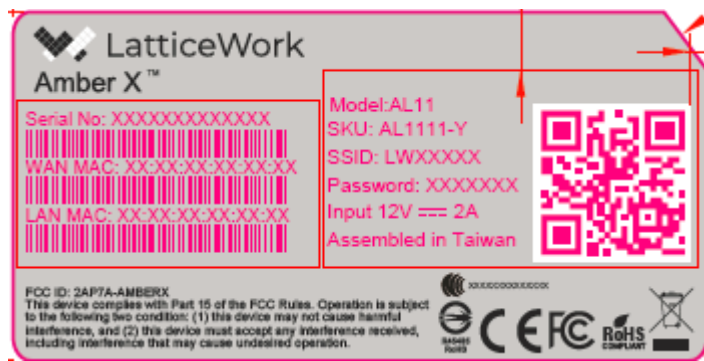 LatticeWork
Amber X™
Serial No: XXXXXXXXXXXXX
WAN MAC: XX:XX:XX:XX:XX:XX
LAN MAC: XX:XX:XX:XX:XX:XX
Model:AL11
SKU: AL1111-Y
SSID: LWXXXXX
Password: XXXXXXX
Input 12V 2A
Assembled in Taiwan
FCC ID: 2AP7A-AMBERX
This device complies with Part 15 of the FCC Rules. Operation is subject
to the following two condition: (1) this device may not cause harmful
interference, and (2) this device must accept any interference received,
including interference that may cause undesired operation.
RoHS
CE FC RoHS
COMPLIANT